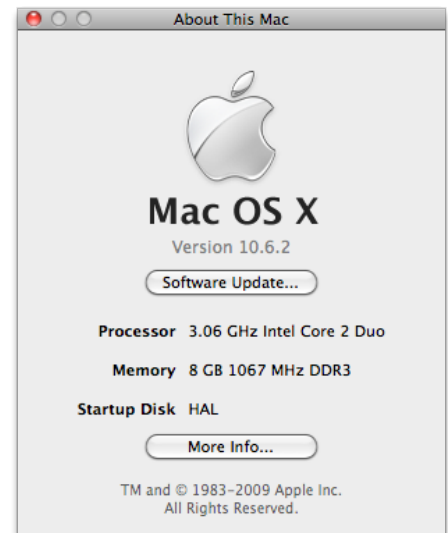 About This Mac
Mac OS X
Version 10.6.2
Software Update...
Processor 3.06 GHz Intel Core 2 Duo
Memory 8 GB 1067 MHz DDR3
Startup Disk HAL
More Info...
TM and © 1983–2009 Apple Inc.
All Rights Reserved.